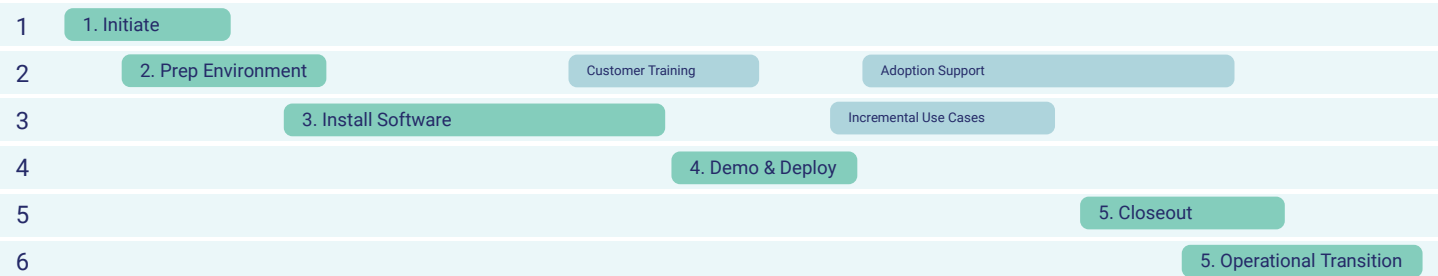 1
1. Initiate
2
2. Prep Environment
Customer Training
Adoption Support
3
3. Install Software
Incremental Use Cases
4
4. Demo & Deploy
5
5. Closeout
6
5. Operational Transition